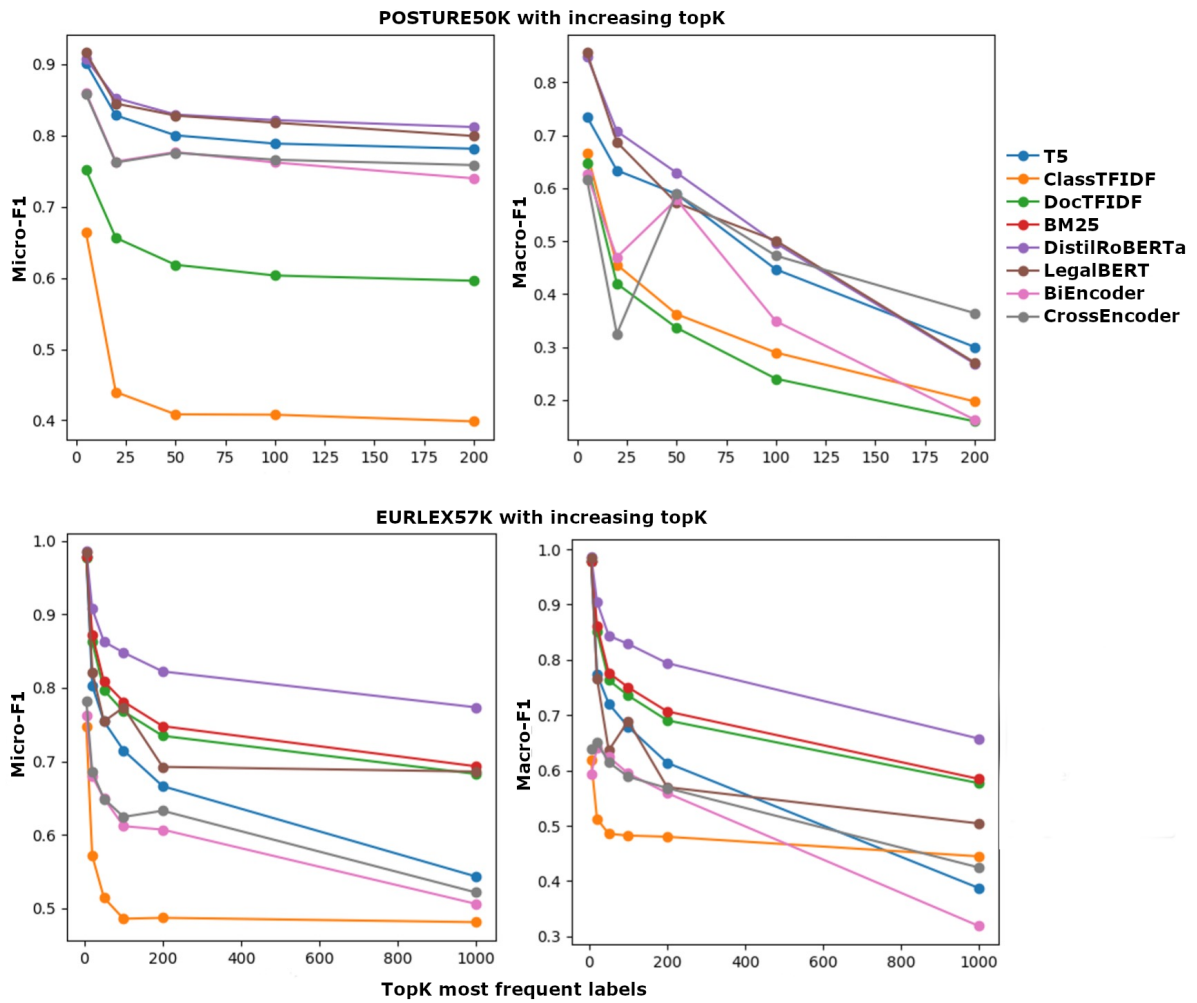 POSTURE50K with increasing topK
Micro-F1
0.9
0.8
0.7
0.6
0.5
0.4
0 25 50 75 100 125 150 175 200
Macro-F1
0.8
0.7
0.6
0.5
0.4
0.3
0.2
0 25 50 75 100 125 150 175 200
T5
ClassTFIDF
DocTFIDF
BM25
DistilRoBERTa
LegalBERT
BiEncoder
CrossEncoder
EURLEX57K with increasing topK
Micro-F1
1.0
0.9
0.8
0.7
0.6
0.5
0 200 400 600 800 1000
Macro-F1
1.0
0.9
0.8
0.7
0.6
0.5
0.4
0.3
0 200 400 600 800 1000
TopK most frequent labels